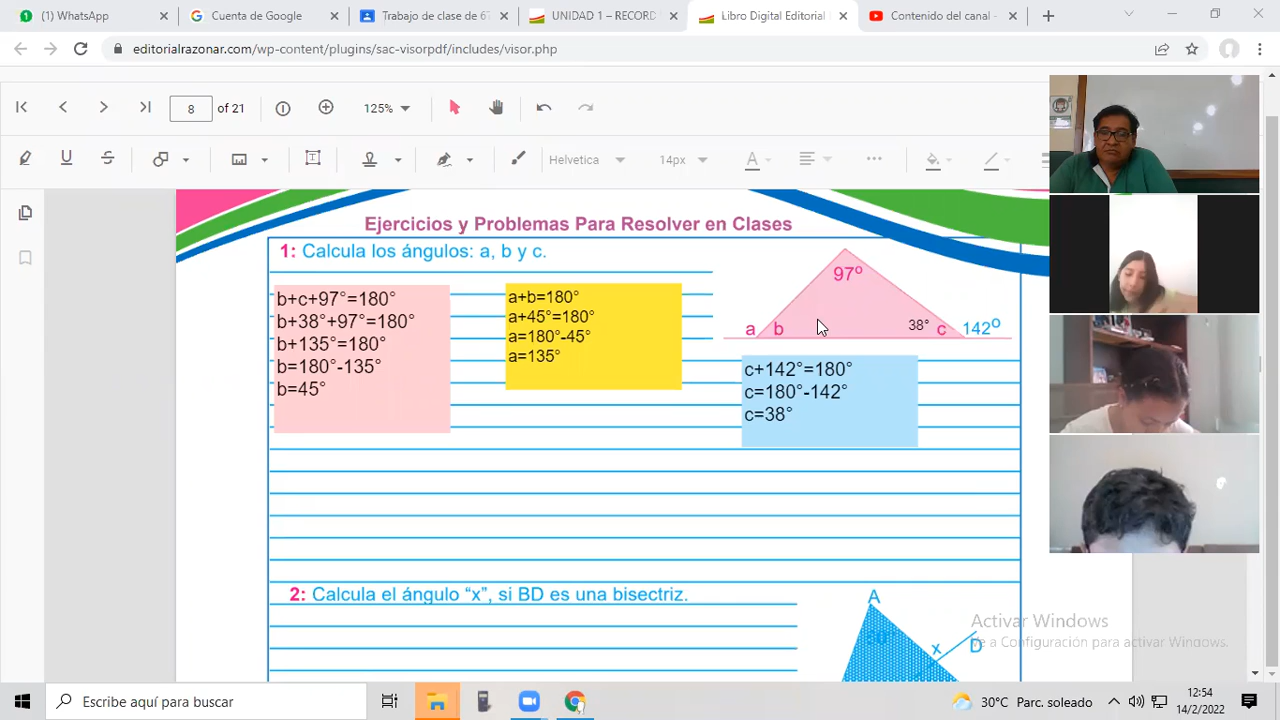 (1) WhatsApp
Cuenta de Google
Trabajo de clase de 6T
UNIDAD 1 – RECORD
Libro Digital Editorial
Contenido del canal -
editorialrazonar.com/wp-content/plugins/sac-visorpdf/includes/visor.php
8 of 21
125%
Helvetica
14px
Ejercicios y Problemas Para Resolver en Clases
1: Calcula los ángulos: a, b y c.
b+c+97°=180°
b+38°+97°=180°
b+135°=180°
b=180°-135°
b=45°
a+b=180°
a+45°=180°
a=180°-45°
a=135°
97º
a b 38° c 142º
c+142°=180°
c=180°-142°
c=38°
2: Calcula el ángulo “x”, si BD es una bisectriz.
A
x D
Activar Windows
Ve a Configuración para activar Windows.
Escribe aquí para buscar
30°C Parc. soleado
12:54
14/2/2022